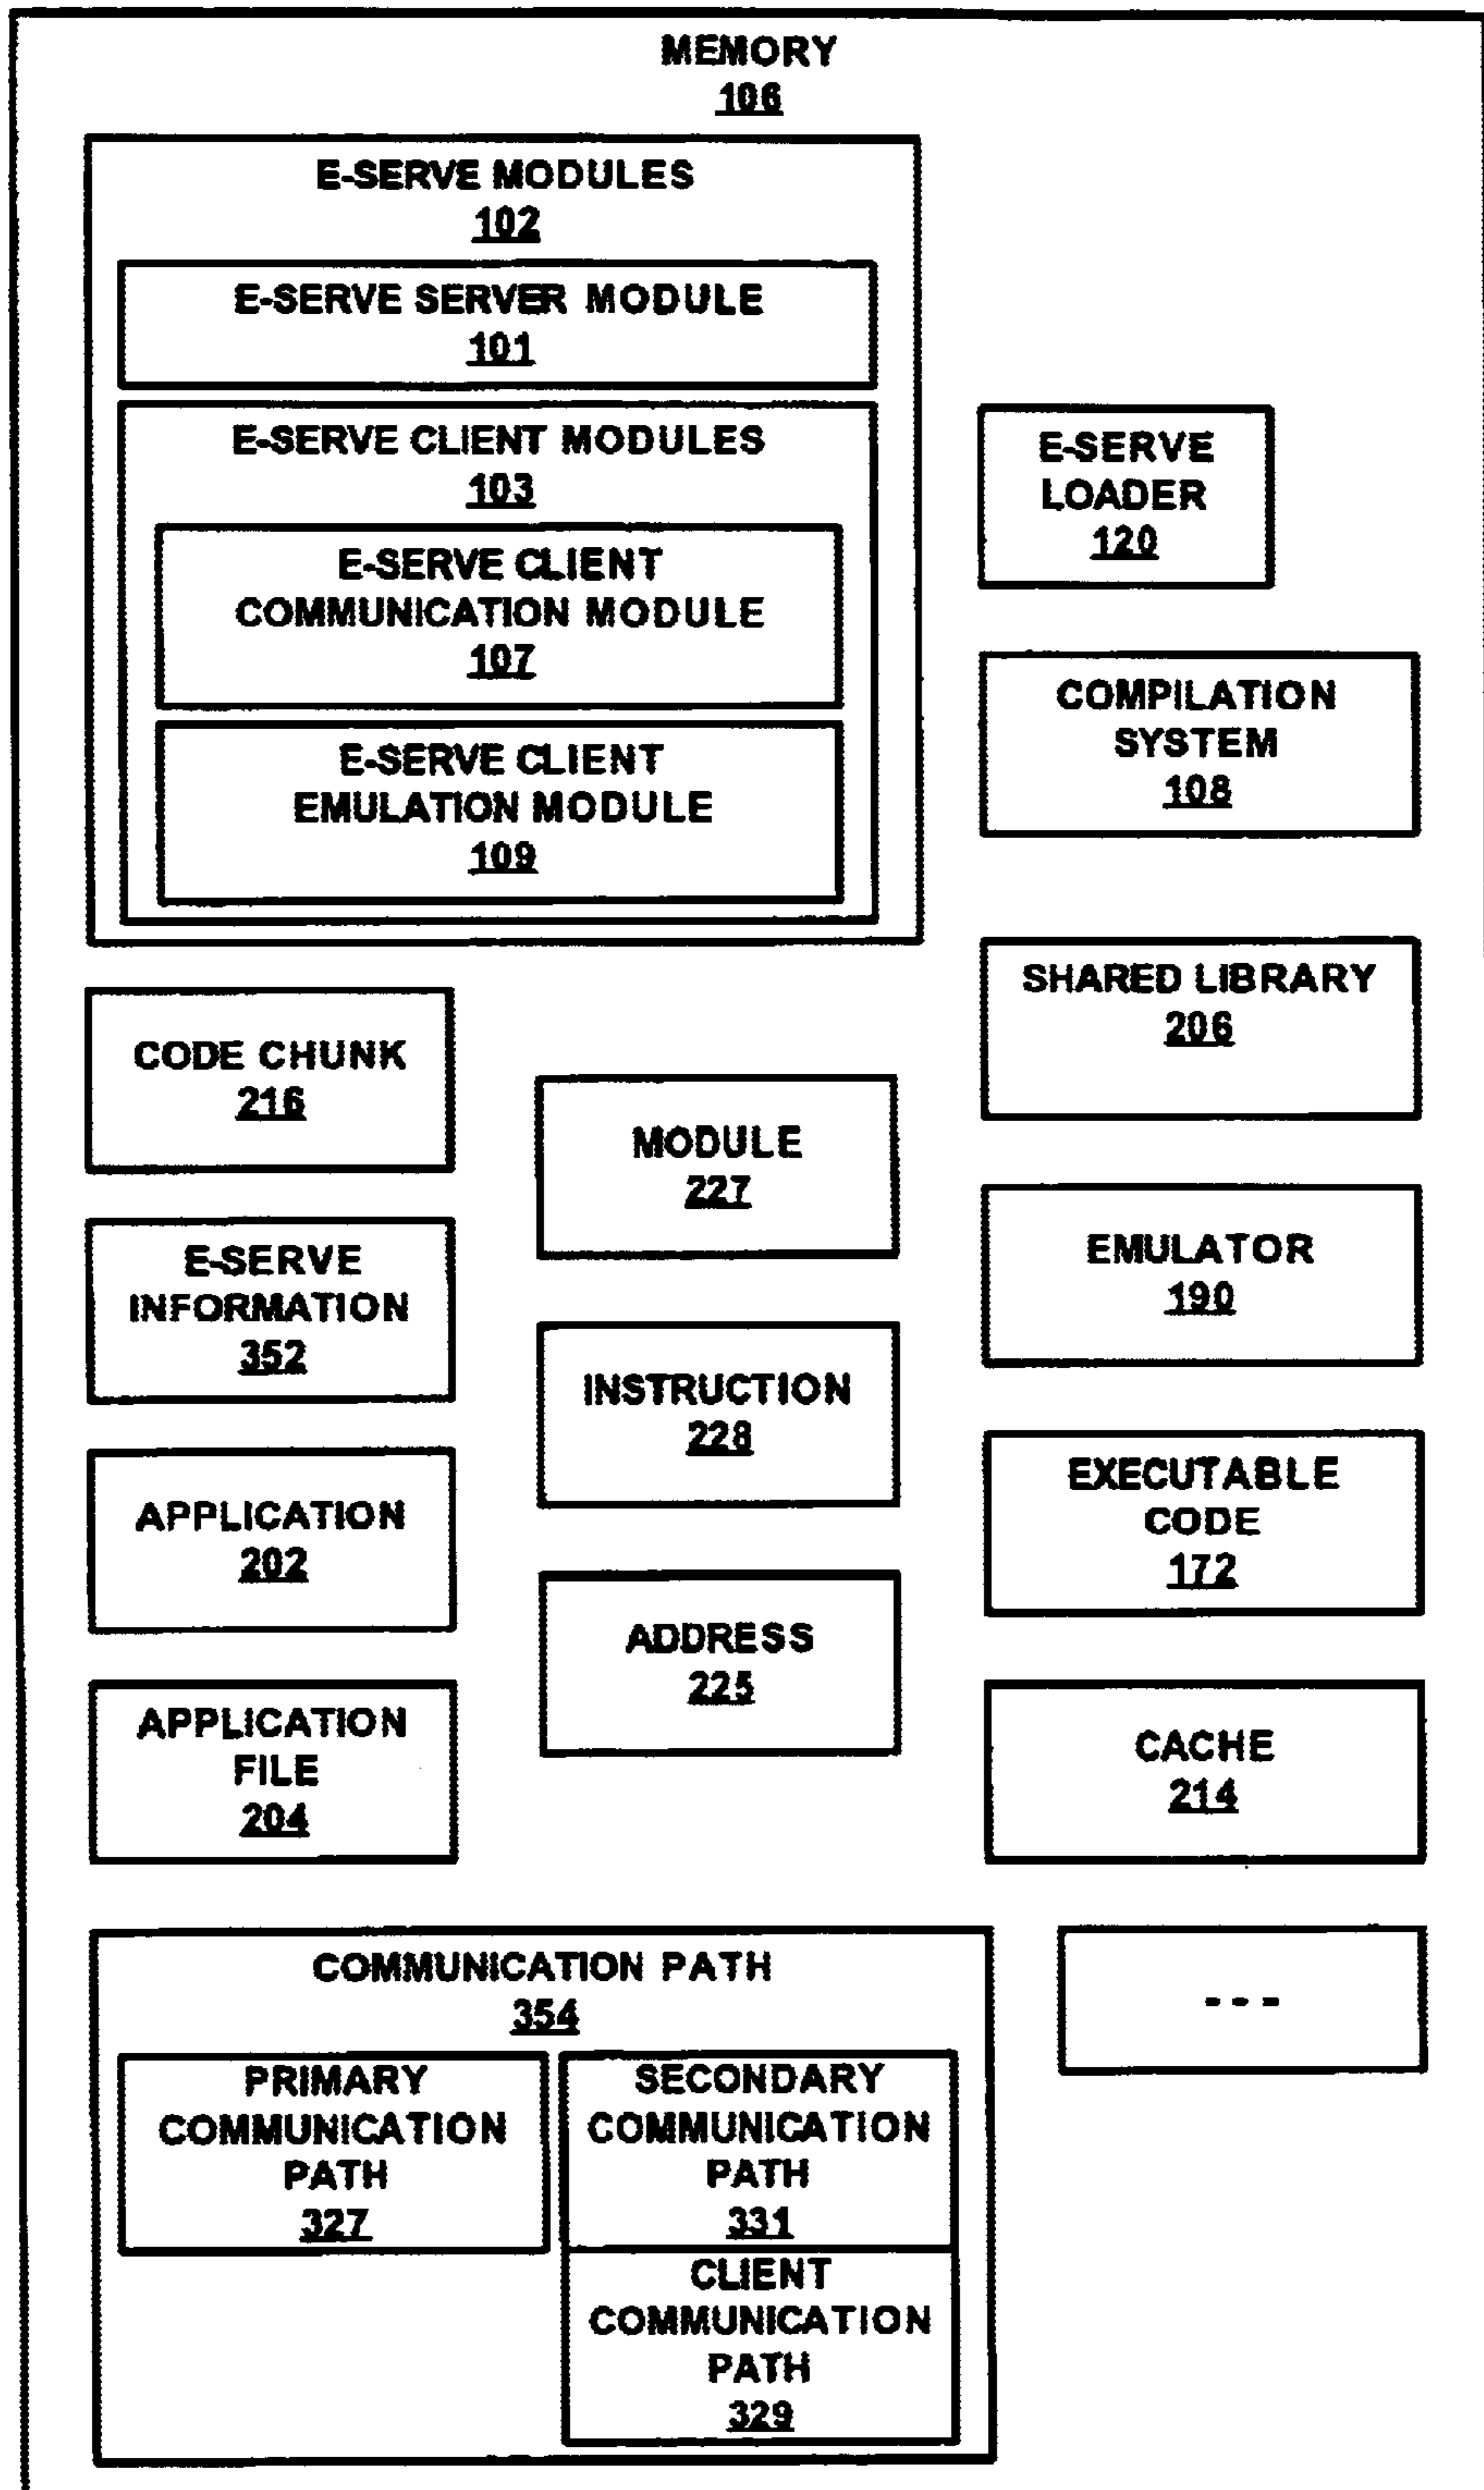 MEMORY
106
E-SERVE MODULES
102
E-SERVE SERVER MODULE
101
E-SERVE CLIENT MODULES
103
E-SERVE CLIENT
COMMUNICATION MODULE
107
E-SERVE CLIENT
EMULATION MODULE
109
E-SERVE
LOADER
120
COMPILATION
SYSTEM
108
SHARED LIBRARY
206
CODE CHUNK
216
MODULE
227
EMULATOR
190
E-SERVE
INFORMATION
352
INSTRUCTION
228
EXECUTABLE
CODE
172
APPLICATION
202
ADDRESS
225
APPLICATION
FILE
204
CACHE
214
COMMUNICATION PATH
354
PRIMARY
COMMUNICATION
PATH
327
SECONDARY
COMMUNICATION
PATH
331
CLIENT
COMMUNICATION
PATH
329
- - -